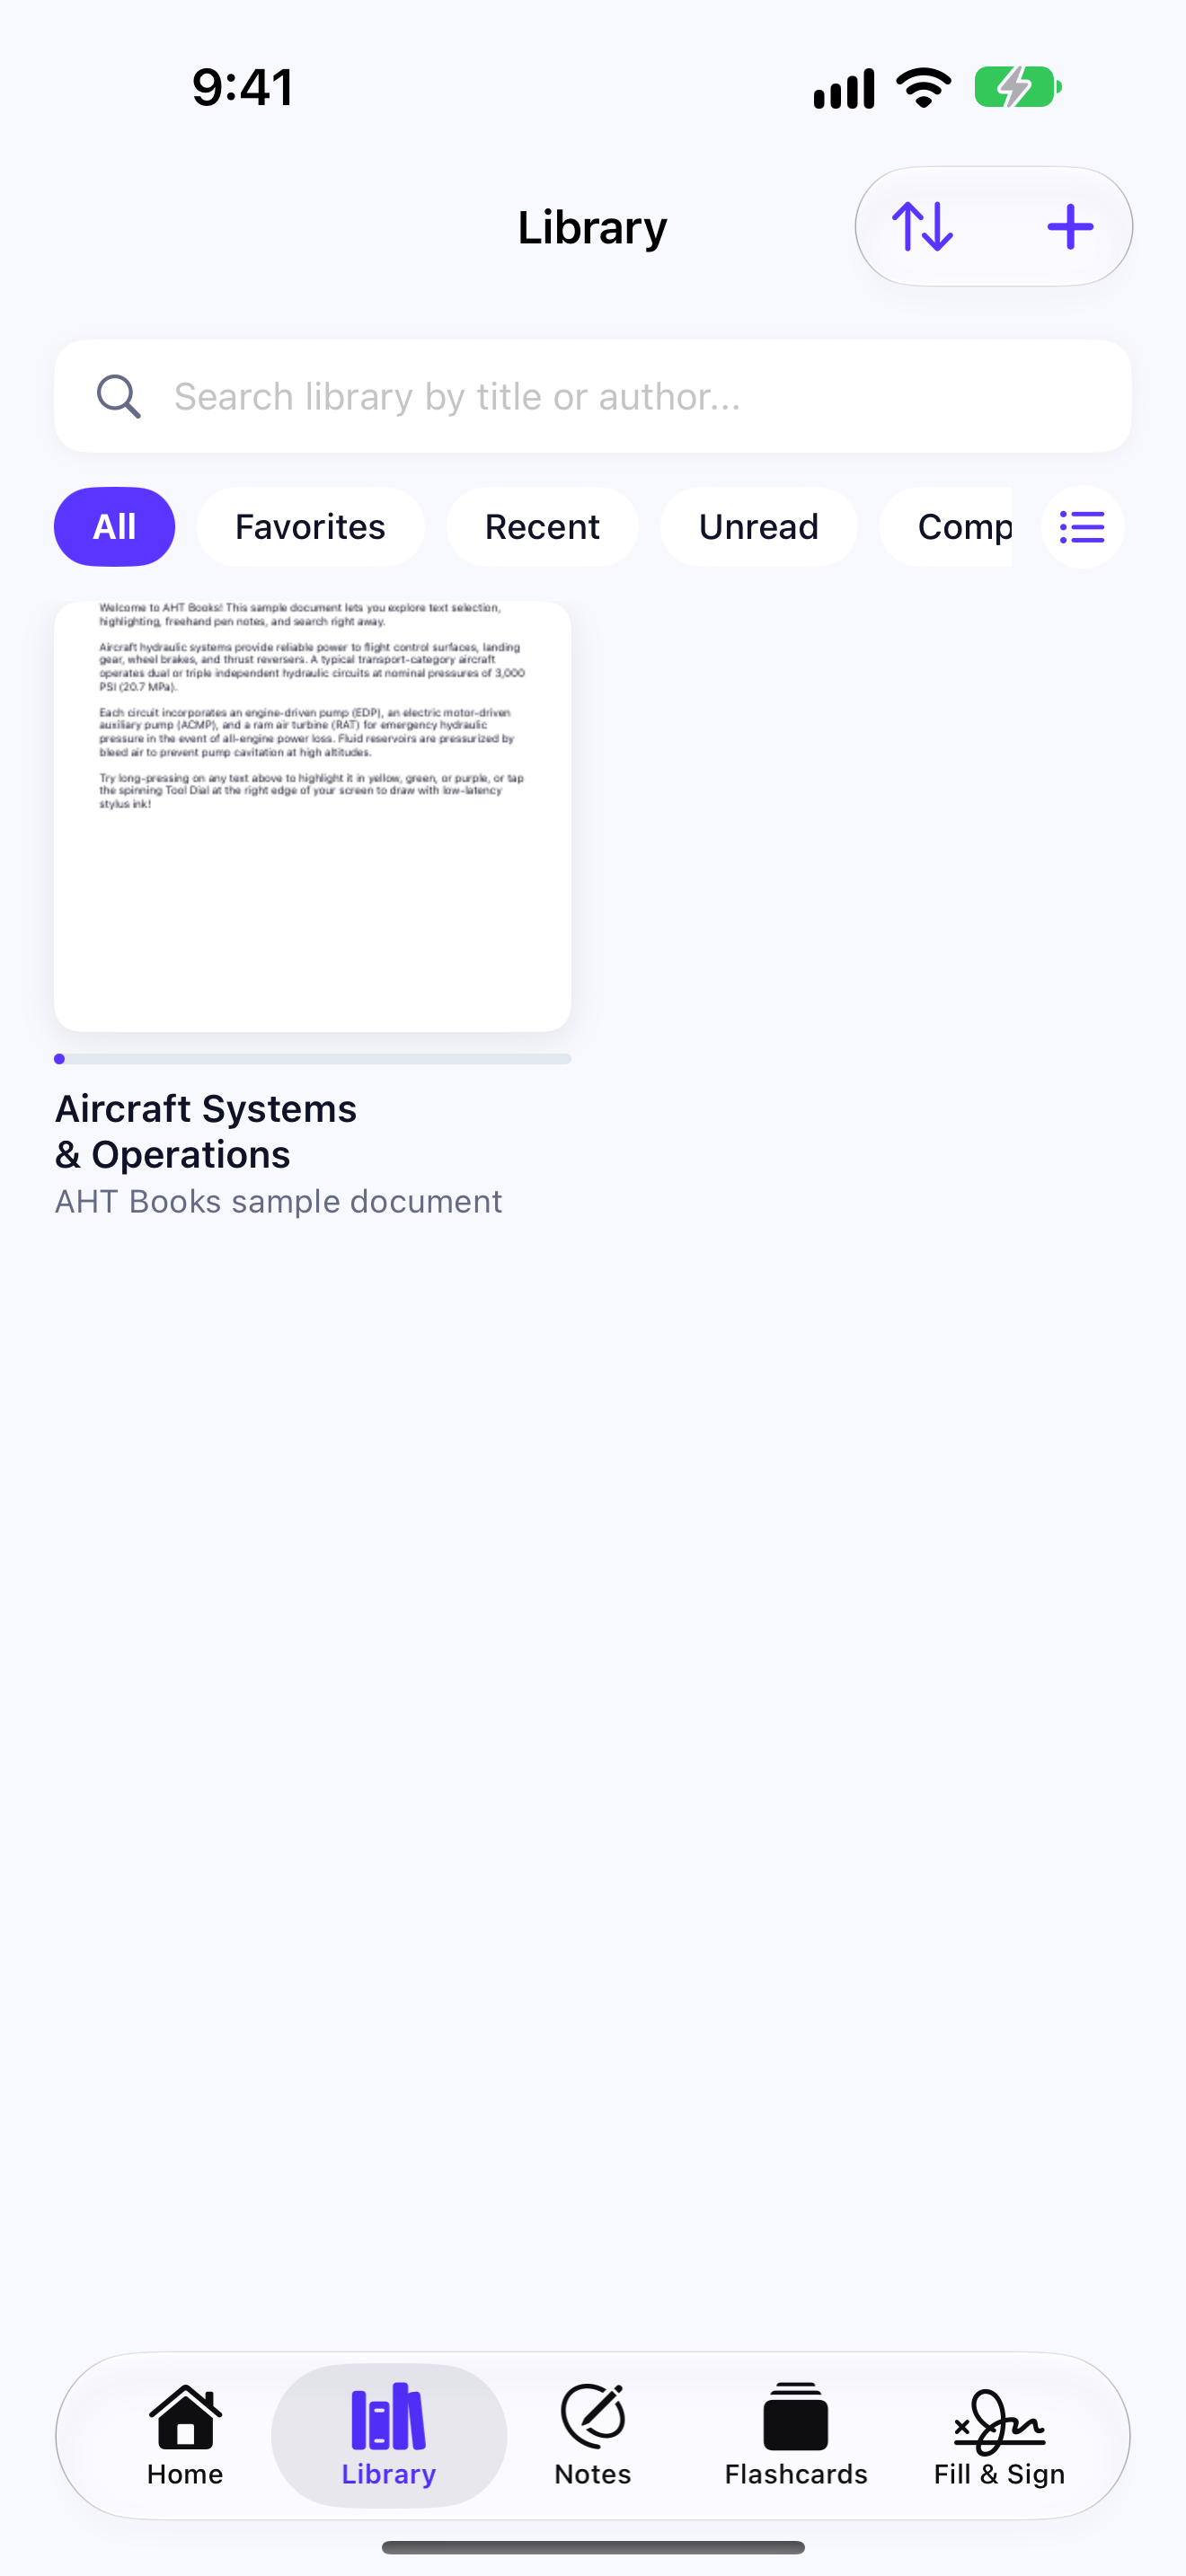 9:41
Library
Search library by title or author...
All
Favorites
Recent
Unread
Comp
Welcome to AHT Books! This sample document lets you explore text selection,
highlighting, freehand pen notes, and search right away.
Aircraft hydraulic systems provide reliable power to flight control surfaces, landing
gear, wheel brakes, and thrust reversers. A typical transport-category aircraft
operates dual or triple independent hydraulic circuits at nominal pressures of 3,000
PSI (20.7 MPa).
Each circuit incorporates an engine-driven pump (EDP), an electric motor-driven
auxiliary pump (ACMP), and a ram air turbine (RAT) for emergency hydraulic
pressure in the event of all-engine power loss. Fluid reservoirs are pressurized by
bleed air to prevent pump cavitation at high altitudes.
Try long-pressing on any text above to highlight it in yellow, green, or purple, or tap
the spinning Tool Dial at the right edge of your screen to draw with low-latency
stylus ink!
Aircraft Systems
& Operations
AHT Books sample document
Home
Library
Notes
Flashcards
Fill & Sign